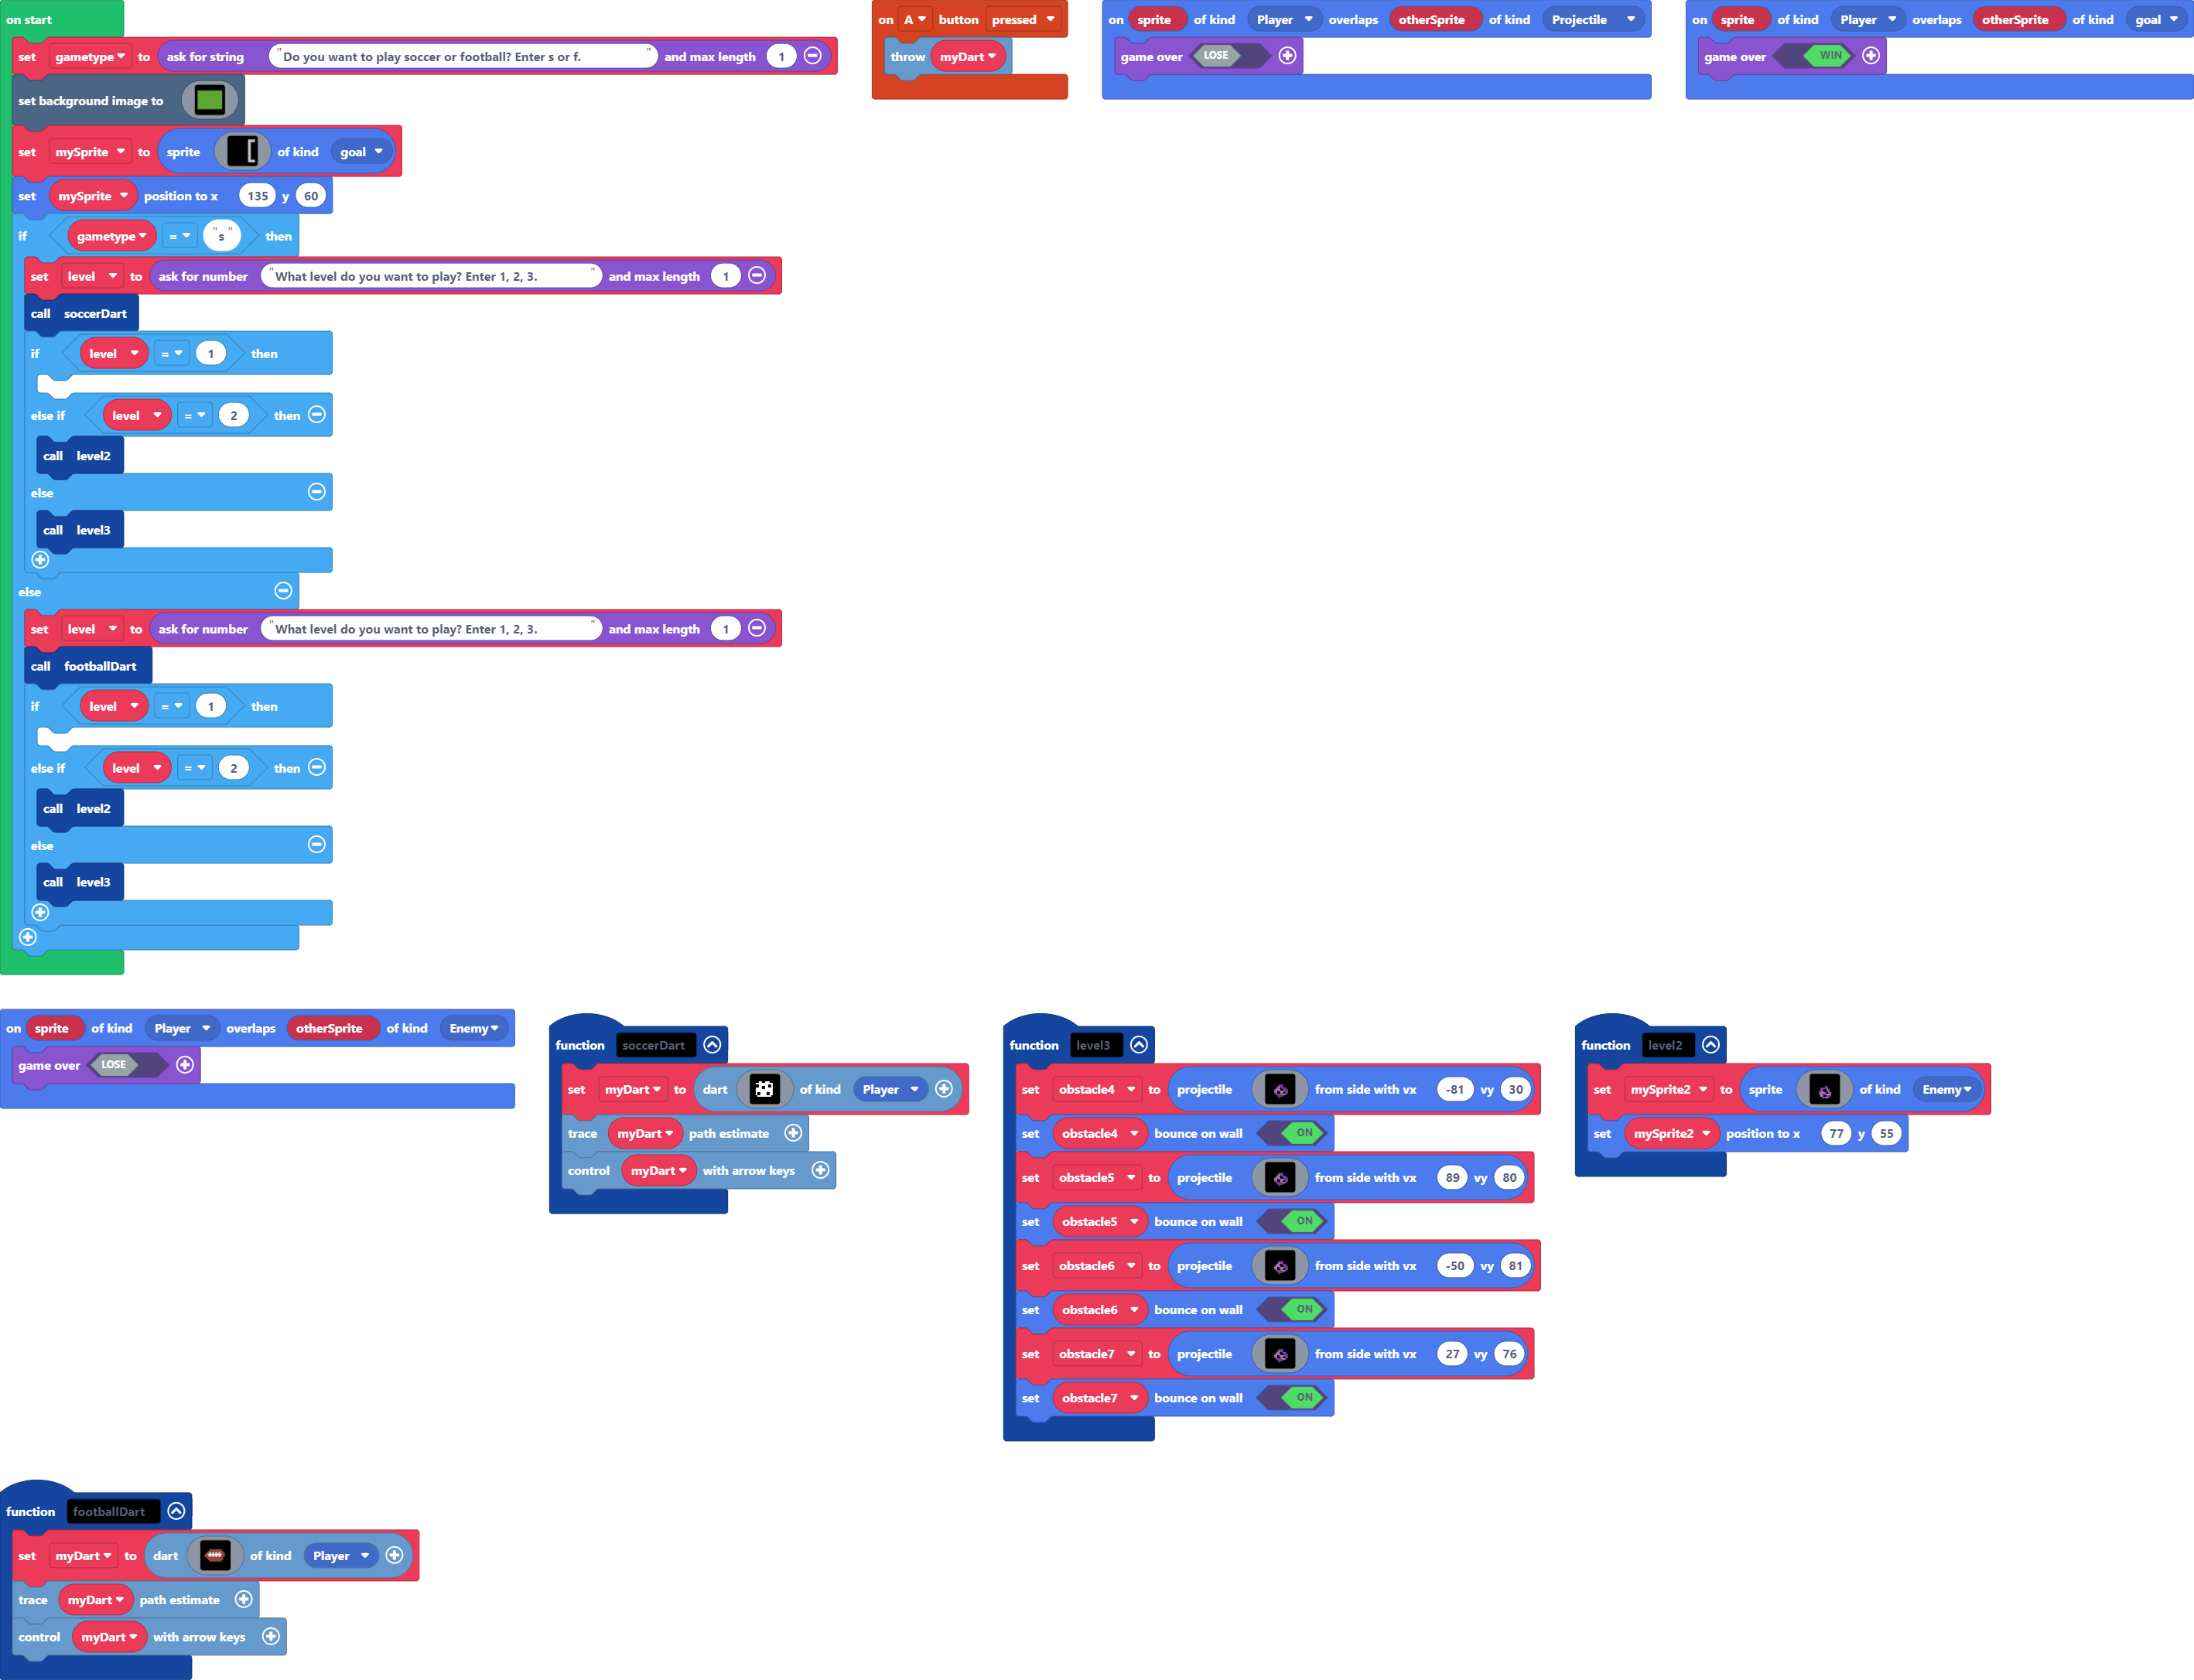 on start
set gametype to ask for string "Do you want to play soccer or football? Enter s or f." and max length 1
set background image to
set mySprite to sprite of kind goal
set mySprite position to x 135 y 60
if gametype = "s" then
set level to ask for number "What level do you want to play? Enter 1, 2, 3." and max length 1
call soccerDart
if level = 1 then
else if level = 2 then
call level2
else
call level3
else
set level to ask for number "What level do you want to play? Enter 1, 2, 3." and max length 1
call footballDart
if level = 1 then
else if level = 2 then
call level2
else
call level3
on A button pressed
throw myDart
on sprite of kind Player overlaps otherSprite of kind Projectile
game over LOSE
on sprite of kind Player overlaps otherSprite of kind goal
game over WIN
on sprite of kind Player overlaps otherSprite of kind Enemy
game over LOSE
function soccerDart
set myDart to dart of kind Player
trace myDart path estimate
control myDart with arrow keys
function level3
set obstacle4 to projectile from side with vx -81 vy 30
set obstacle4 bounce on wall ON
set obstacle5 to projectile from side with vx 89 vy 80
set obstacle5 bounce on wall ON
set obstacle6 to projectile from side with vx -50 vy 81
set obstacle6 bounce on wall ON
set obstacle7 to projectile from side with vx 27 vy 76
set obstacle7 bounce on wall ON
function level2
set mySprite2 to sprite of kind Enemy
set mySprite2 position to x 77 y 55
function footballDart
set myDart to dart of kind Player
trace myDart path estimate
control myDart with arrow keys